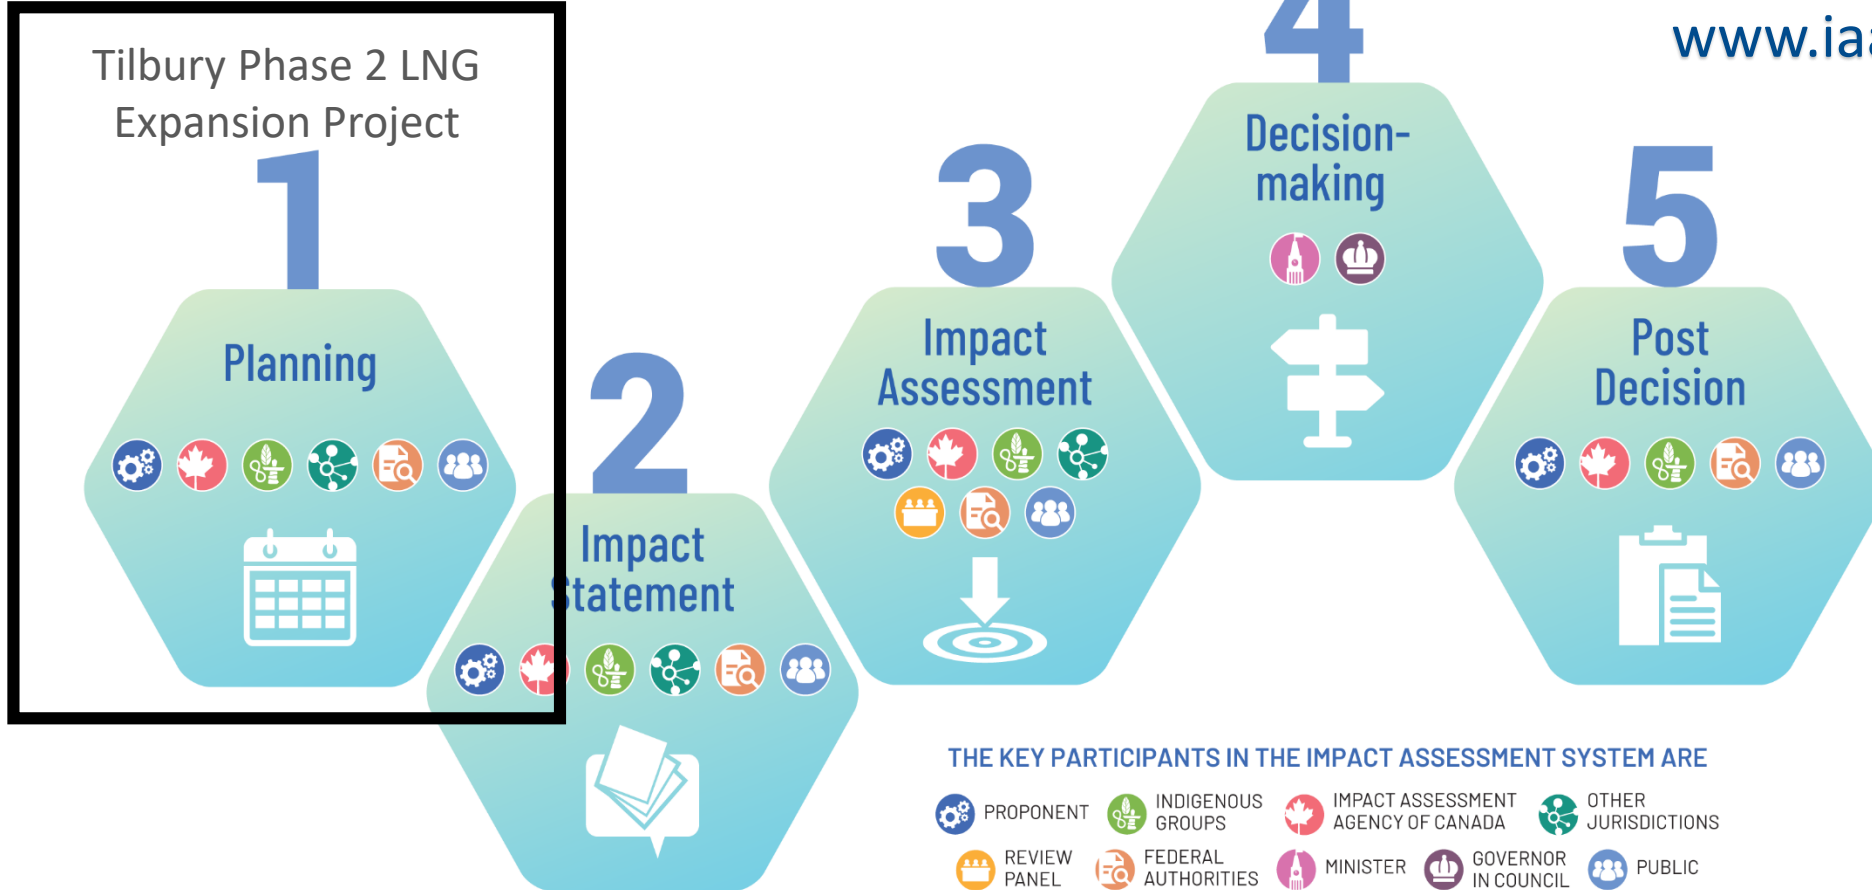 Tilbury Phase 2 LNG
Expansion Project
1
Planning
2
Impact
Statement
3
Impact
Assessment
4
Decision-
making
5
Post
Decision
www.iaa
THE KEY PARTICIPANTS IN THE IMPACT ASSESSMENT SYSTEM ARE
PROPONENT
INDIGENOUS
GROUPS
IMPACT ASSESSMENT
AGENCY OF CANADA
OTHER
JURISDICTIONS
REVIEW
PANEL
FEDERAL
AUTHORITIES
MINISTER
GOVERNOR
IN COUNCIL
PUBLIC